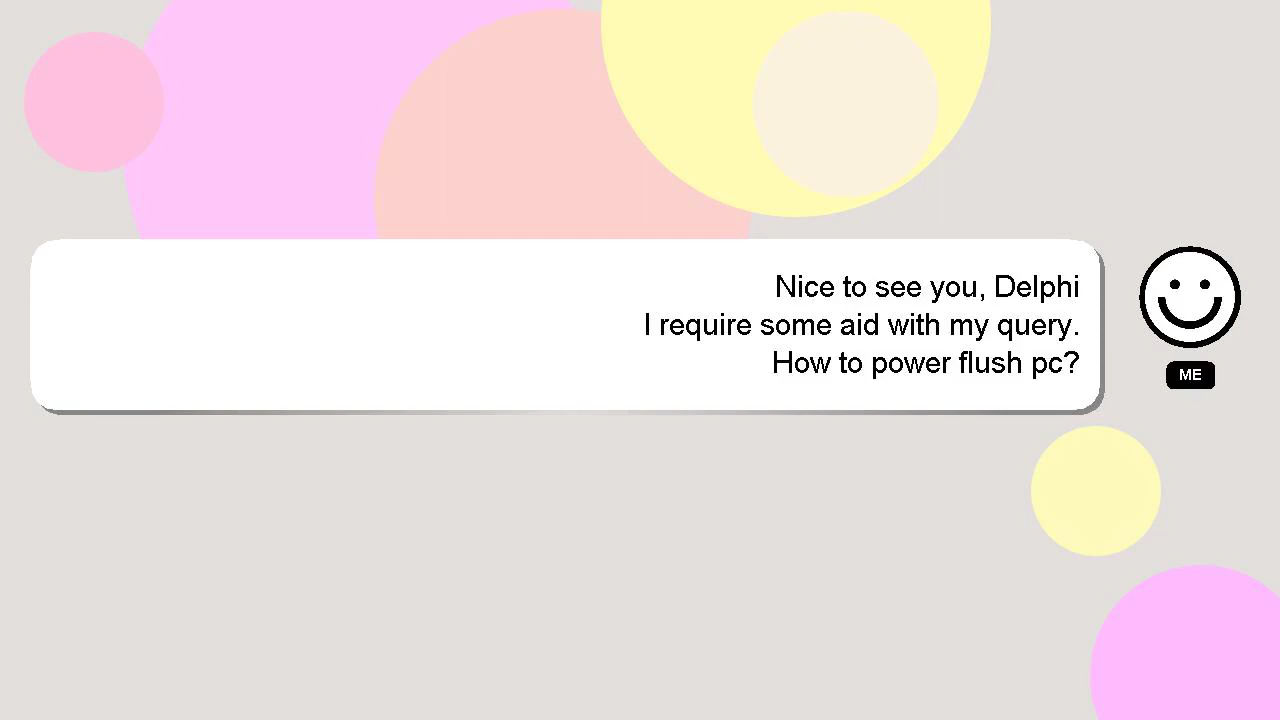 Nice to see you, Delphi
I require some aid with my query.
How to power flush pc?
ME